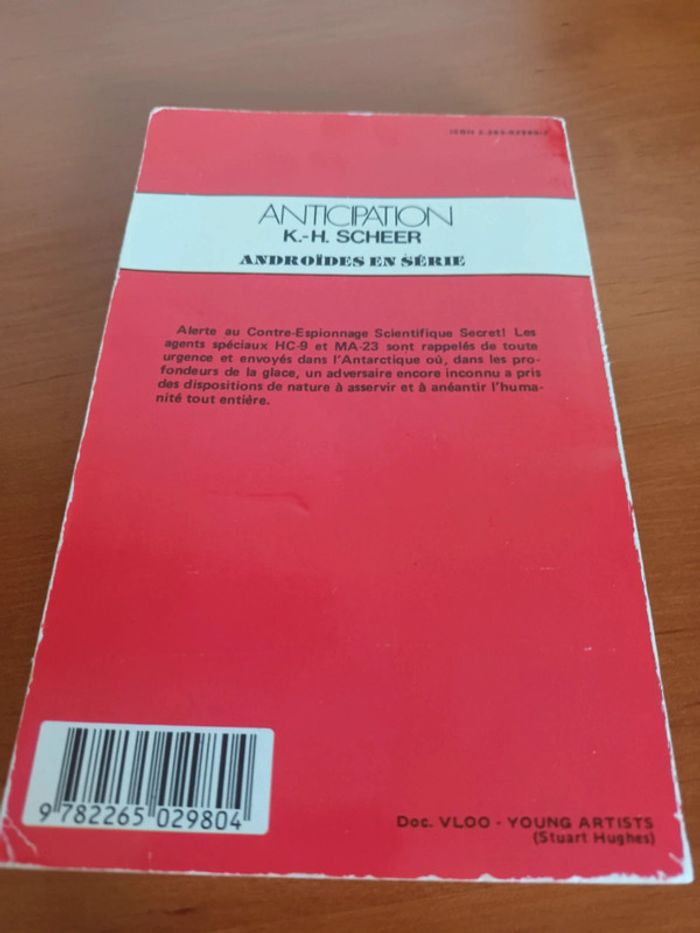 ISBN
ANTICIPATION
K.-H. SCHEER
ANDROÏDES EN SÉRIE
Alerte au Contre-Espionnage Scientifique Secret! Les
agents spéciaux HC-9 et MA-23 sont rappelés de toute
urgence et envoyés dans l'Antarctique où, dans les pro-
fondeurs de la glace, un adversaire encore inconnu a pris
des dispositions de nature à asservir et à anéantir l'huma-
nité tout entière.
9 782265 029804
Doc. VLOO - YOUNG ARTISTS
(Stuart Hughes)